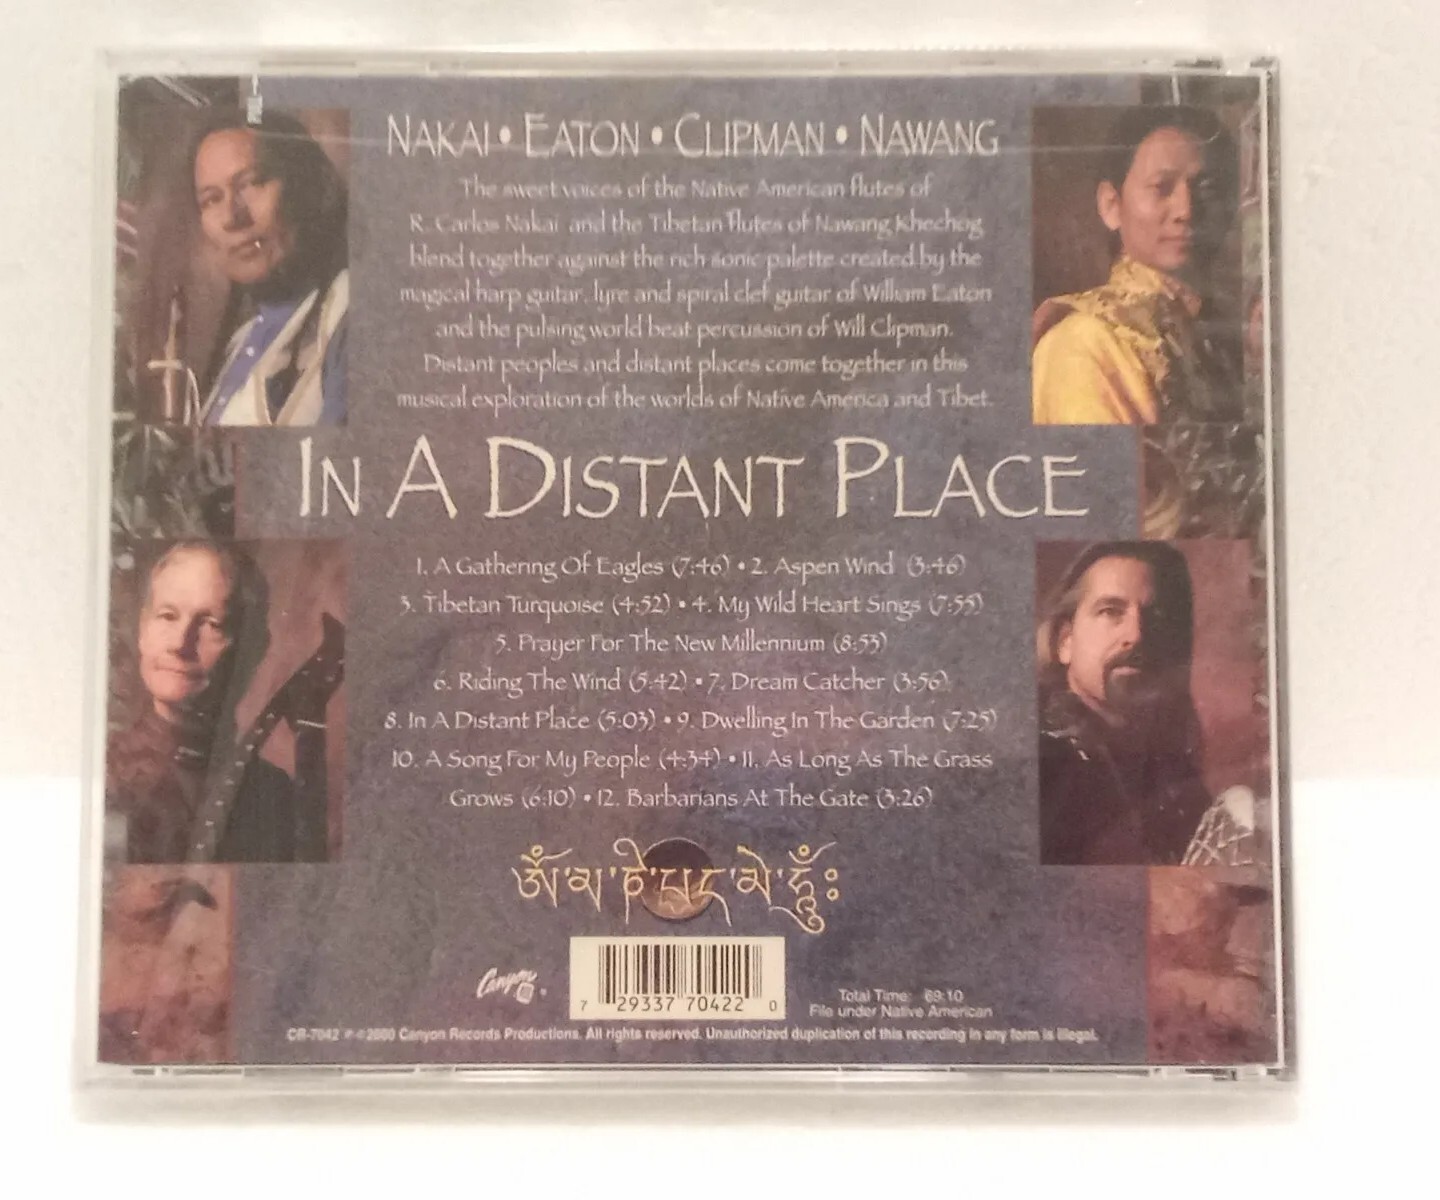 NAKAI • EATON • CLIPMAN • NAWANG
The sweet voices of the Native American flutes of
R. Carlos Nakai and the Tibetan flutes of Nawang Khechog
blend together against the rich sonic palette created by the
magical harp guitar, lyre and spiral clef guitar of William Eaton
and the pulsing world beat percussion of Will Clipman.
Distant peoples and distant places come together in this
musical exploration of the worlds of Native America and Tibet.
IN A DISTANT PLACE
1. A Gathering Of Eagles (7:46) • 2. Aspen Wind (3:46)
3. Tibetan Turquoise (4:52) • 4. My Wild Heart Sings (7:55)
5. Prayer For The New Millennium (8:53)
6. Riding The Wind (5:42) • 7. Dream Catcher (3:56)
8. In A Distant Place (5:03) • 9. Dwelling In The Garden (7:25)
10. A Song For My People (4:34) • 11. As Long As The Grass
Grows (6:10) • 12. Barbarians At The Gate (3:26)
ཨོཾ་མ་ཎི་པདྨེ་ཧཱུྃ༔
Canyon
7 29337 70422 0
Total Time: 69:10
File under Native American
CR-7042 ℗ ©2000 Canyon Records Productions. All rights reserved. Unauthorized duplication of this recording in any form is illegal.